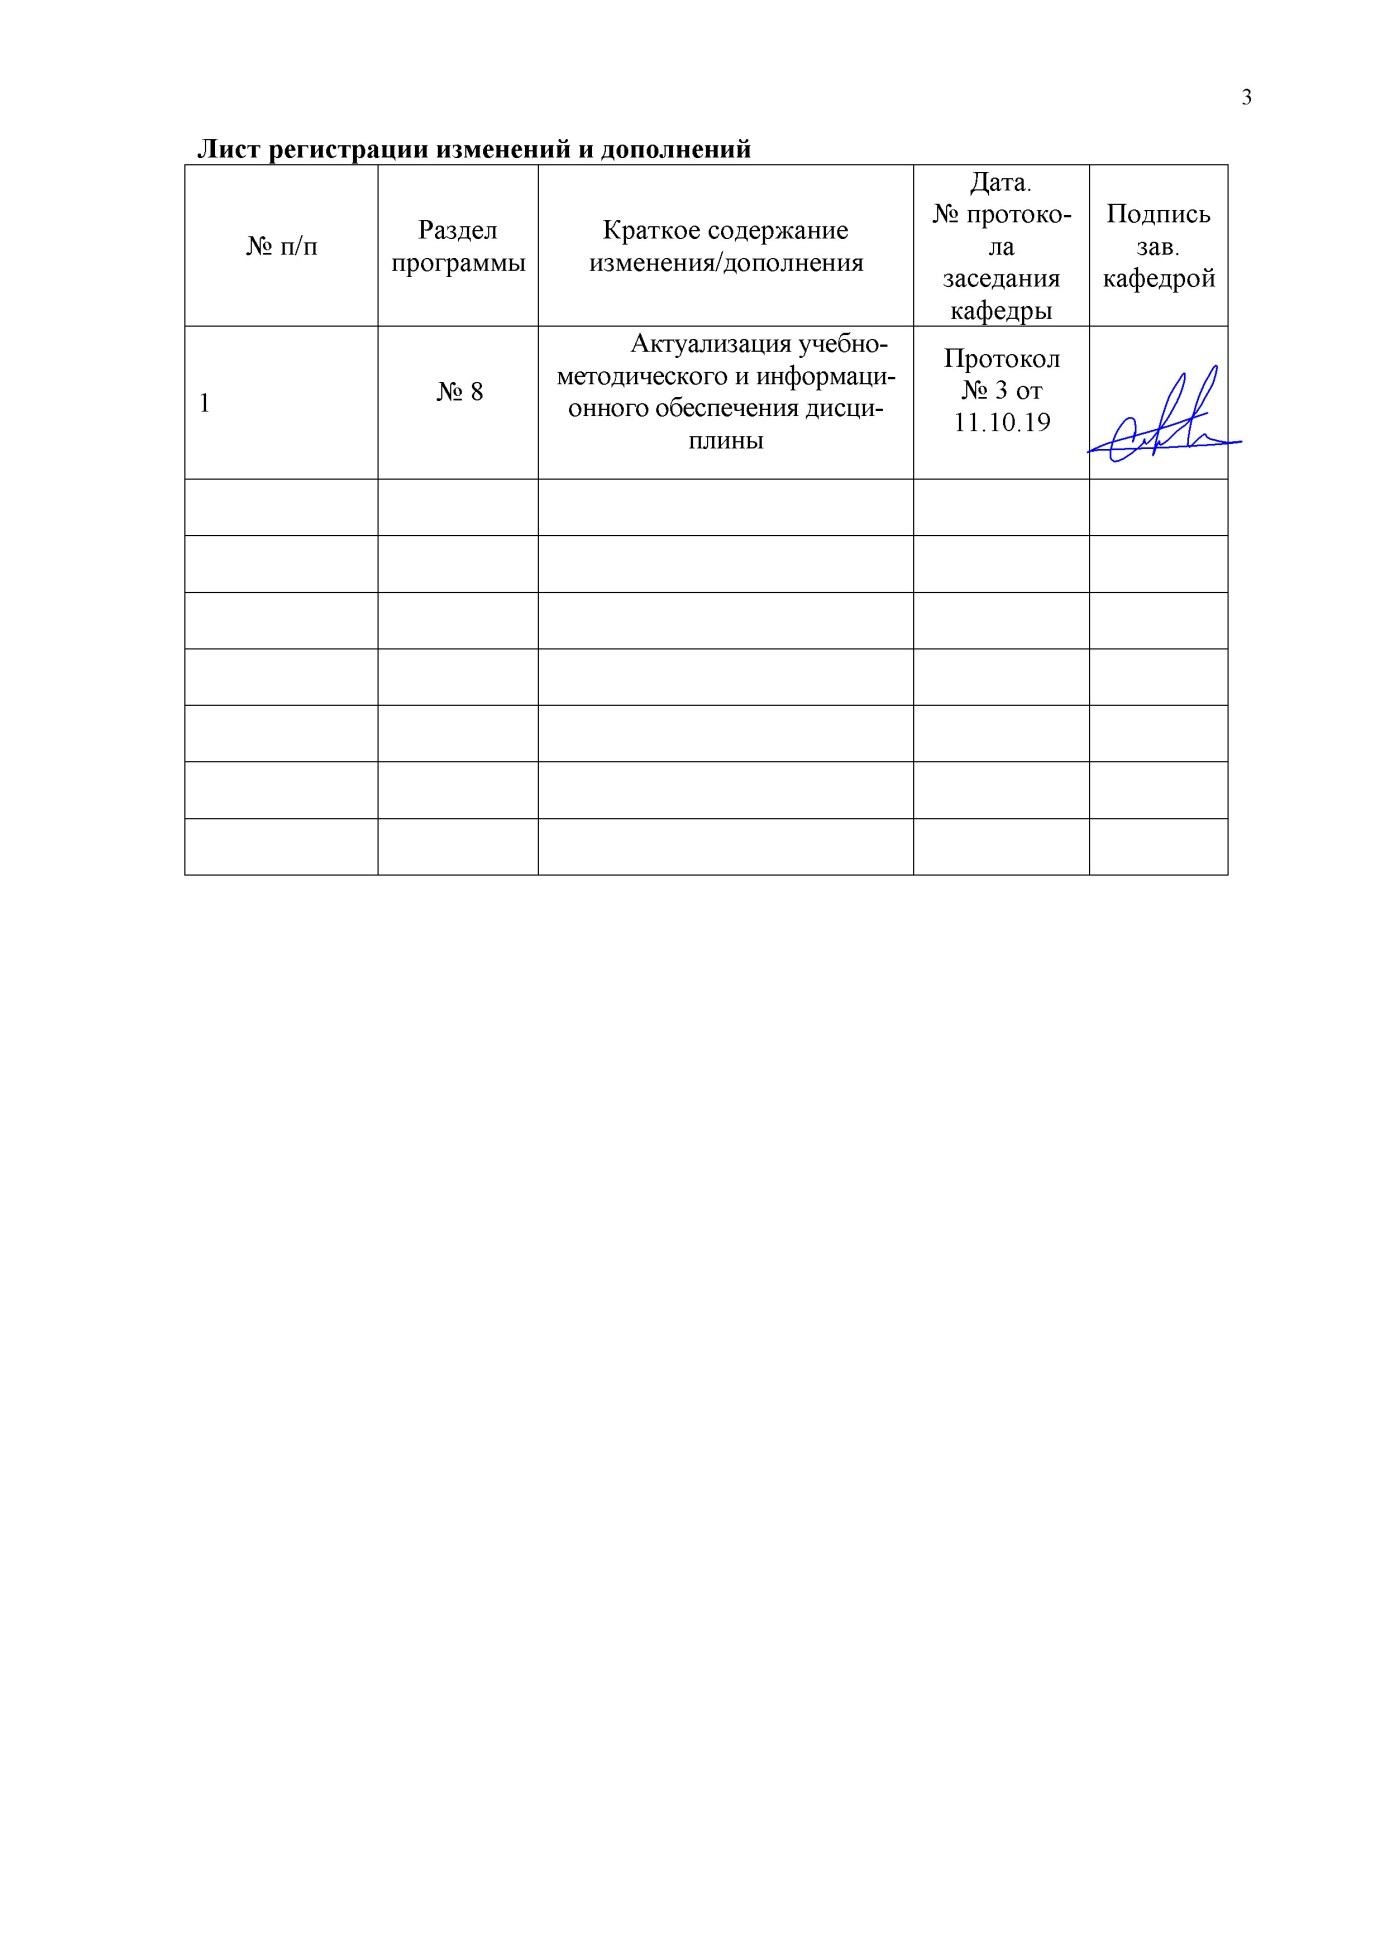 3
Лист регистрации изменений и дополнений
№ п/п
Раздел
программы
Краткое содержание
изменения/дополнения
Дата.
№ протоко-
ла
заседания
кафедры
Подпись
зав.
кафедрой
1
№ 8
Актуализация учебно-
методического и информаци-
онного обеспечения дисци-
плины
Протокол
№ 3 от
11.10.19